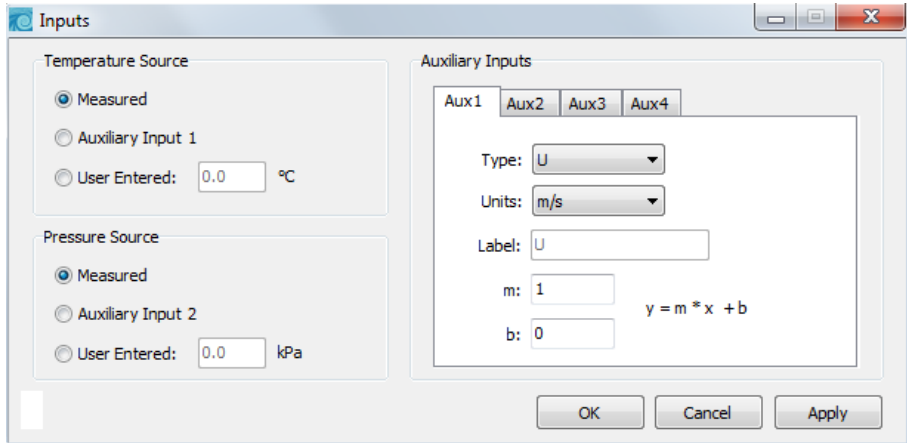 Inputs
Temperature Source
Measured
Auxiliary Input 1
User Entered: 0.0 ºC
Pressure Source
Measured
Auxiliary Input 2
User Entered: 0.0 kPa
Auxiliary Inputs
Aux1 Aux2 Aux3 Aux4
Type: U
Units: m/s
Label: U
m: 1
y = m * x + b
b: 0
OK Cancel Apply